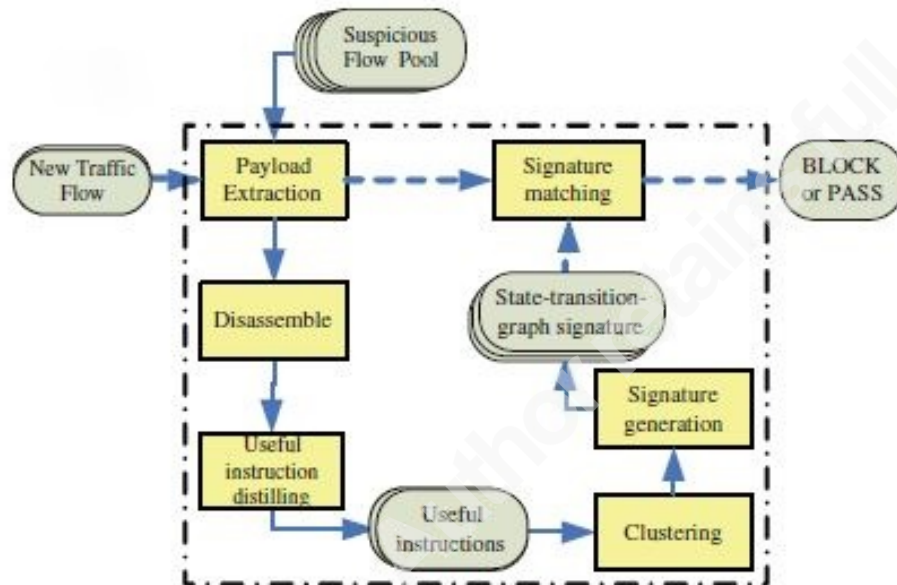 Suspicious
Flow Pool
New Traffic
Flow
Payload
Extraction
Signature
matching
BLOCK
or PASS
Disassemble
State-transition-
graph signature
Signature
generation
Useful
instruction
distilling
Useful
instructions
Clustering